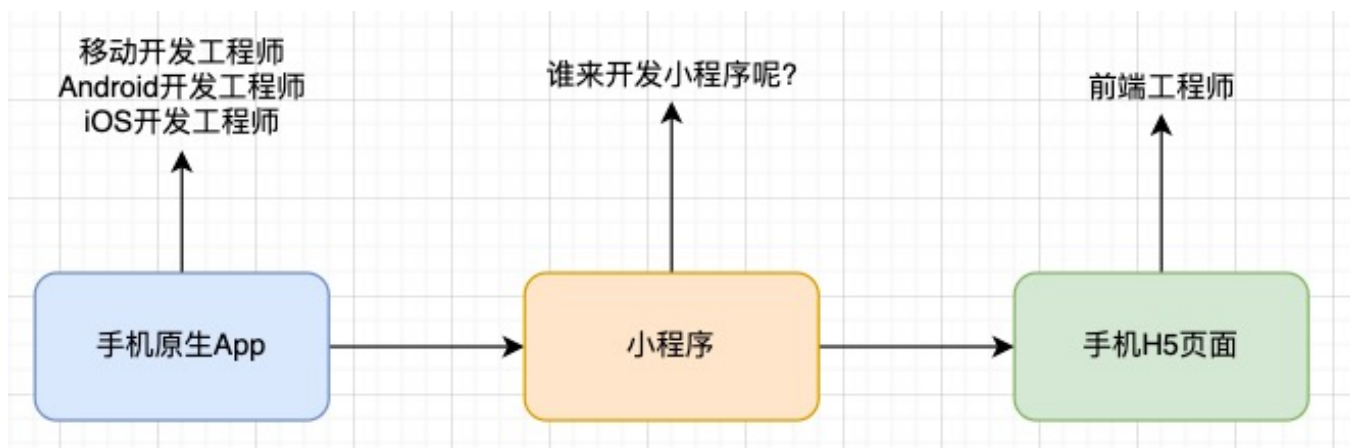 移动开发工程师
Android开发工程师
iOS开发工程师
谁来开发小程序呢?
前端工程师
手机原生App
小程序
手机H5页面